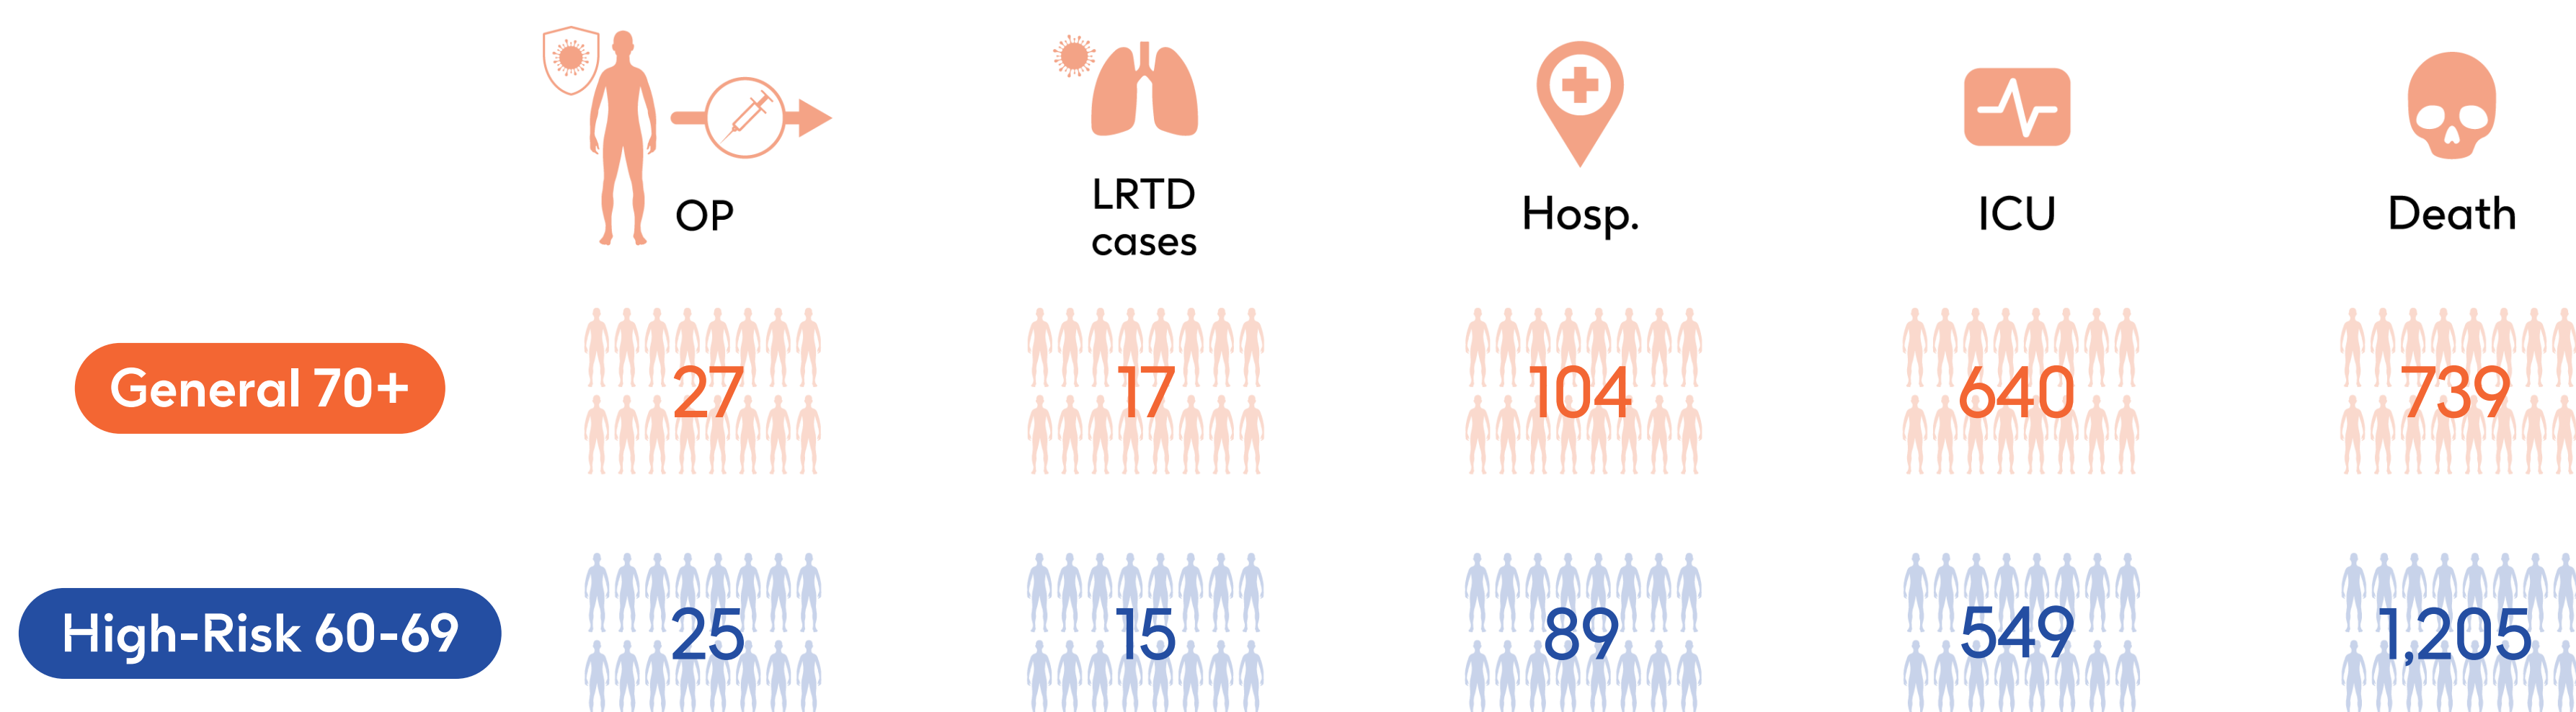 OP
LRTD
cases
Hosp.
ICU
Death
General 70+
27
17
104
640
739
High-Risk 60-69
25
15
89
549
1,205